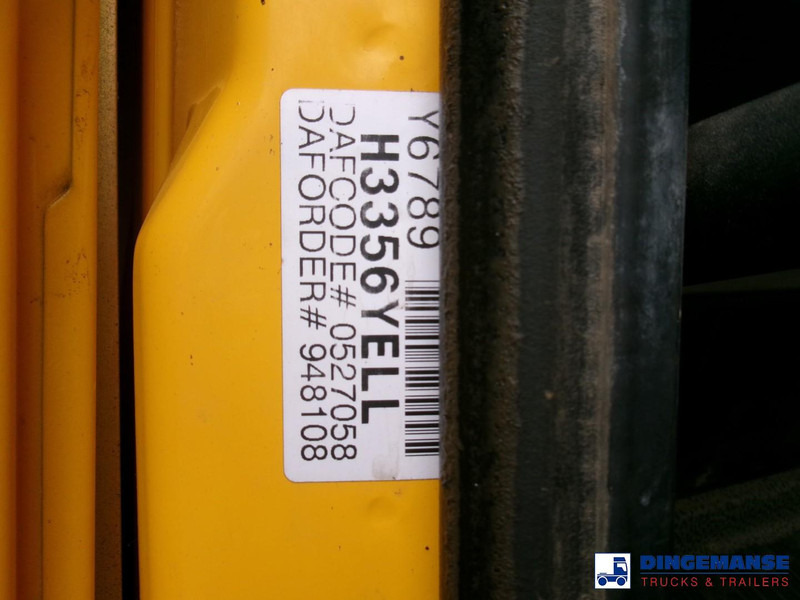 Y6789
H3356YELL
DAFCODE# 0527058
DAFORDER# 948108
DINGEMANSE
TRUCKS & TRAILERS